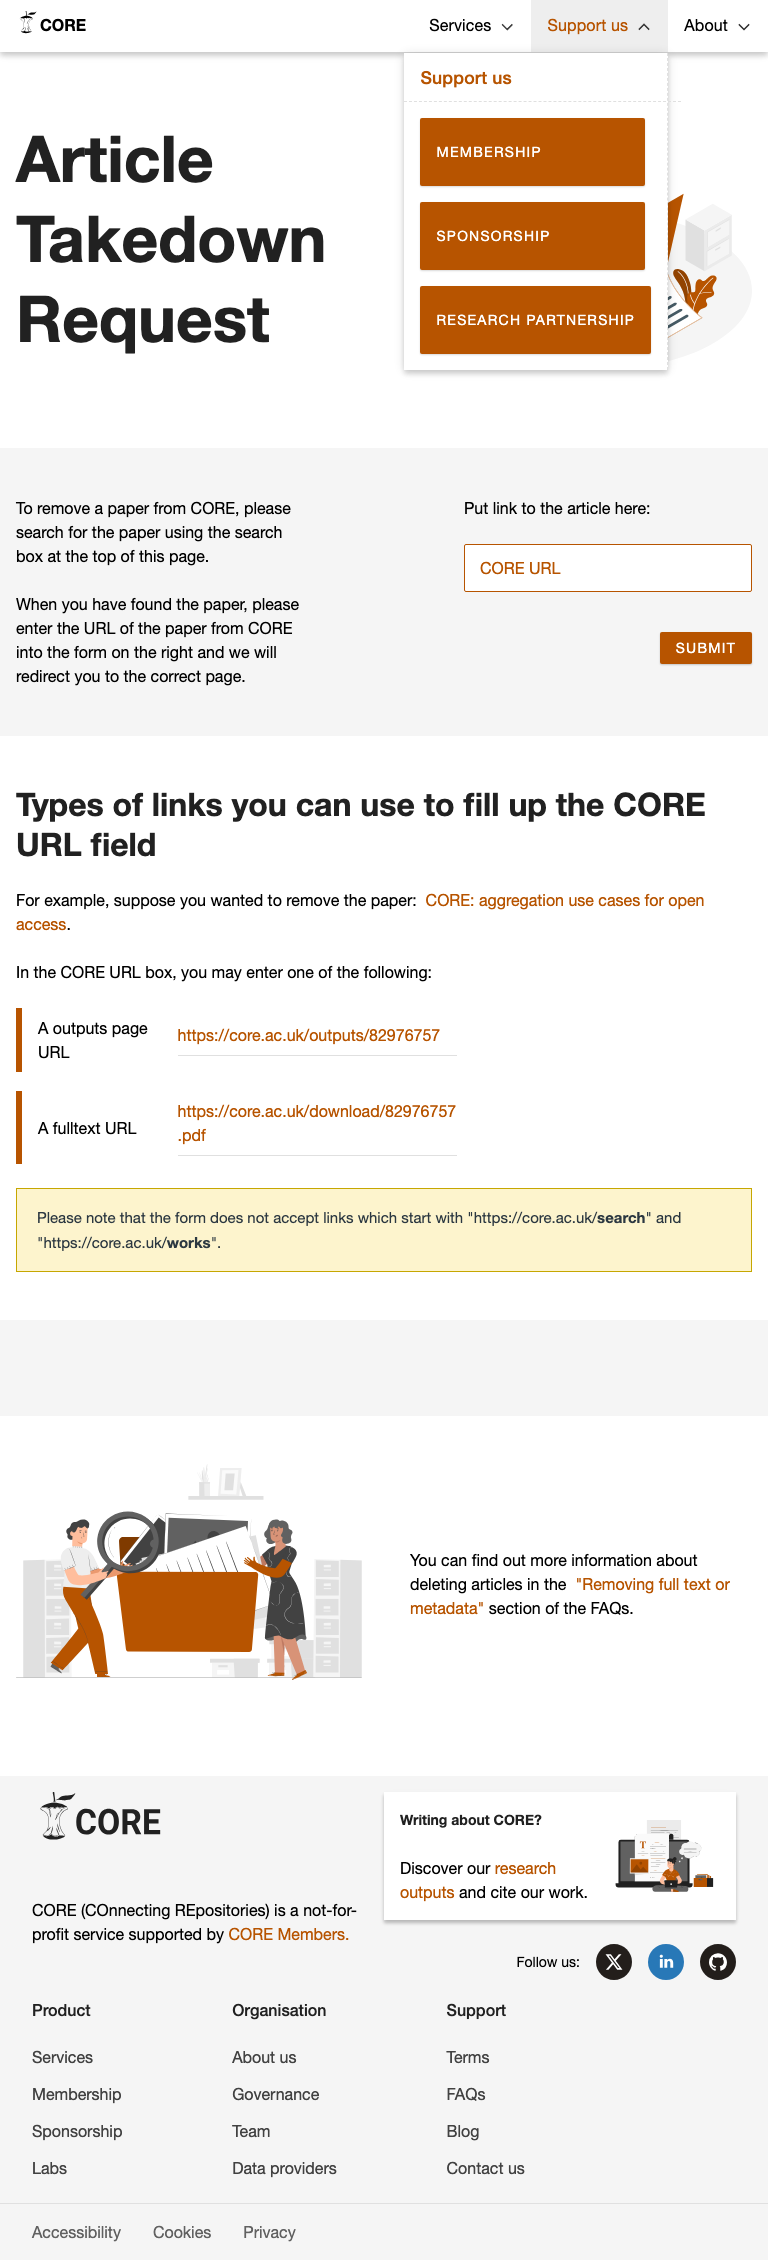 CORE
Services
Support us
About
Support us
MEMBERSHIP
SPONSORSHIP
RESEARCH PARTNERSHIP
Article
Takedown
Request
To remove a paper from CORE, please
search for the paper using the search
box at the top of this page.
When you have found the paper, please
enter the URL of the paper from CORE
into the form on the right and we will
redirect you to the correct page.
Put link to the article here:
CORE URL
SUBMIT
Types of links you can use to fill up the CORE
URL field
For example, suppose you wanted to remove the paper: CORE: aggregation use cases for open
access.
In the CORE URL box, you may enter one of the following:
A outputs page
URL
https://core.ac.uk/outputs/82976757
A fulltext URL
https://core.ac.uk/download/82976757
.pdf
Please note that the form does not accept links which start with "https://core.ac.uk/search" and
"https://core.ac.uk/works".
You can find out more information about
deleting articles in the "Removing full text or
metadata" section of the FAQs.
CORE
CORE (COnnecting REpositories) is a not-for-
profit service supported by CORE Members.
Writing about CORE?
Discover our research
outputs and cite our work.
T
Follow us:
X
in
Product
Services
Membership
Sponsorship
Labs
Organisation
About us
Governance
Team
Data providers
Support
Terms
FAQs
Blog
Contact us
Accessibility
Cookies
Privacy